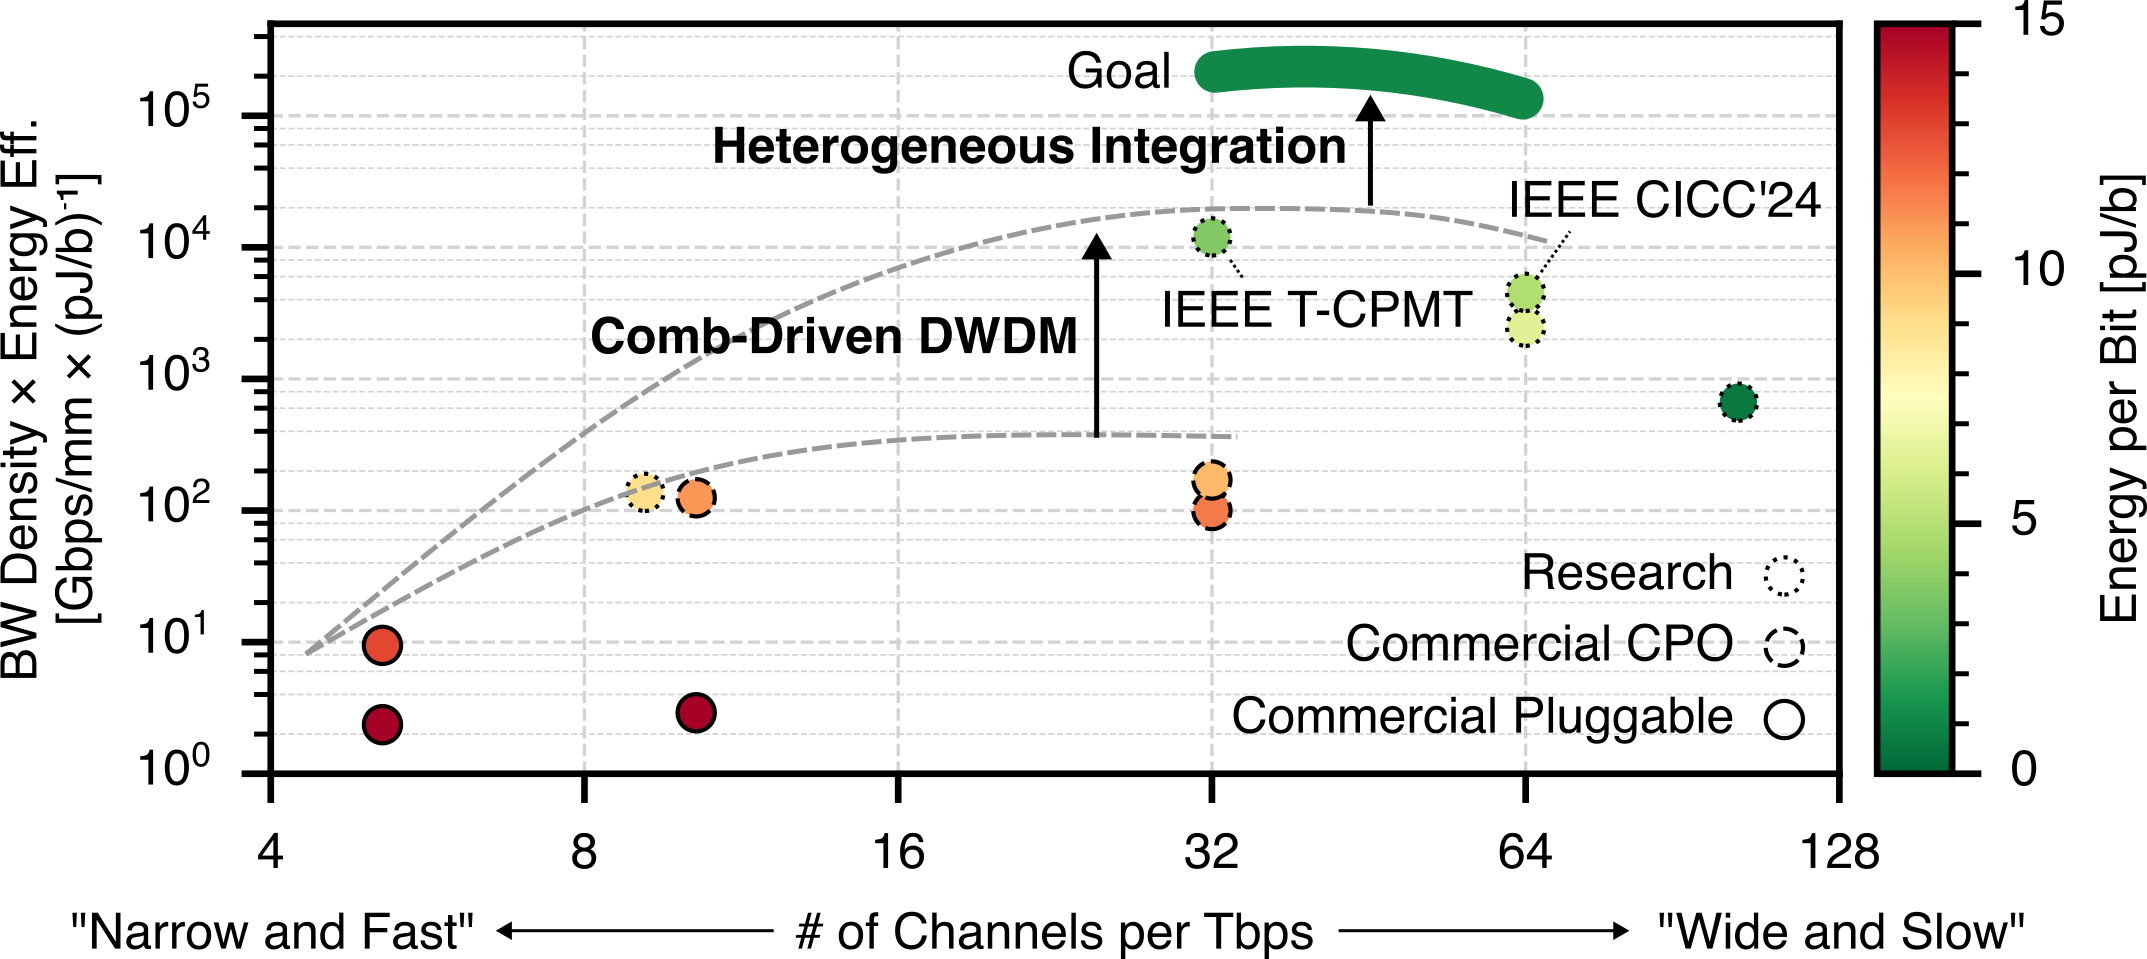 BW Density × Energy Eff.
[Gbps/mm × (pJ/b)⁻¹]
10⁵
10⁴
10³
10²
10¹
10⁰
Goal
Heterogeneous Integration
IEEE CICC'24
IEEE T-CPMT
Comb-Driven DWDM
Research
Commercial CPO
Commercial Pluggable
4 8 16 32 64 128
"Narrow and Fast" # of Channels per Tbps "Wide and Slow"
15
10
5
0
Energy per Bit [pJ/b]